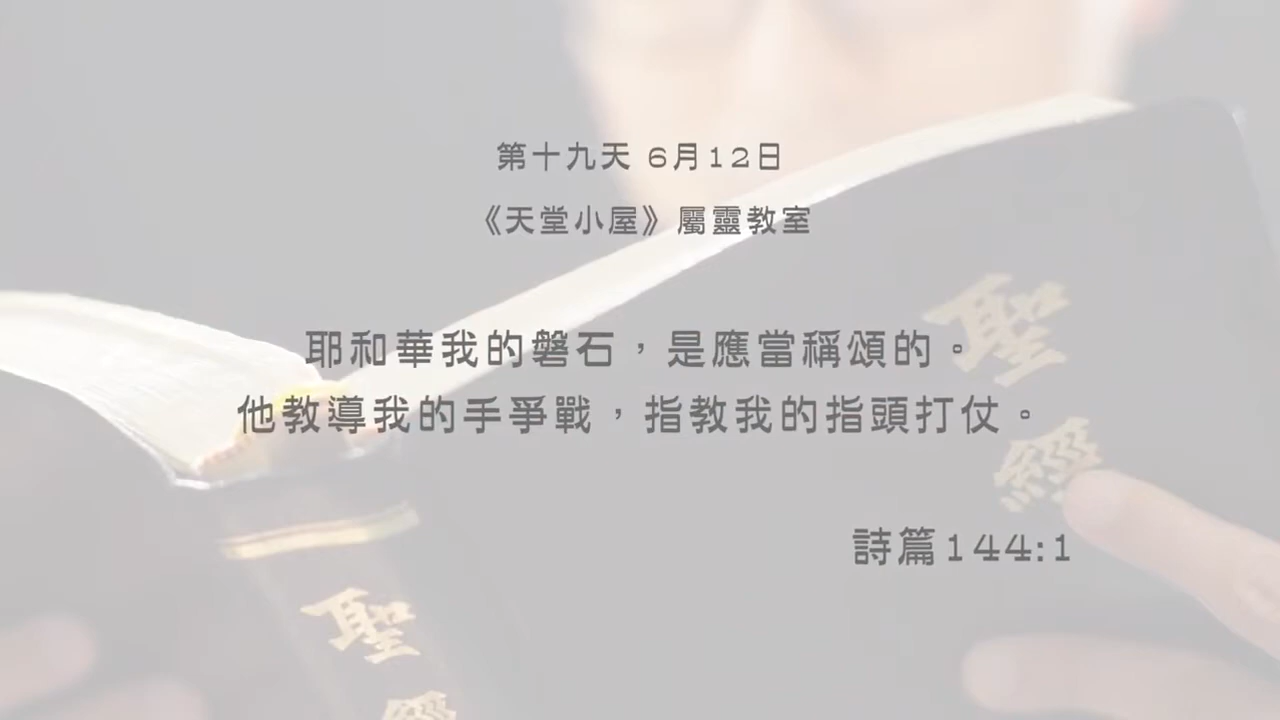 第十九天 6月12日
《天堂小屋》屬靈教室
耶和華我的磐石，是應當稱頌的。
他教導我的手爭戰，指教我的指頭打仗。
詩篇144:1
聖經
聖經